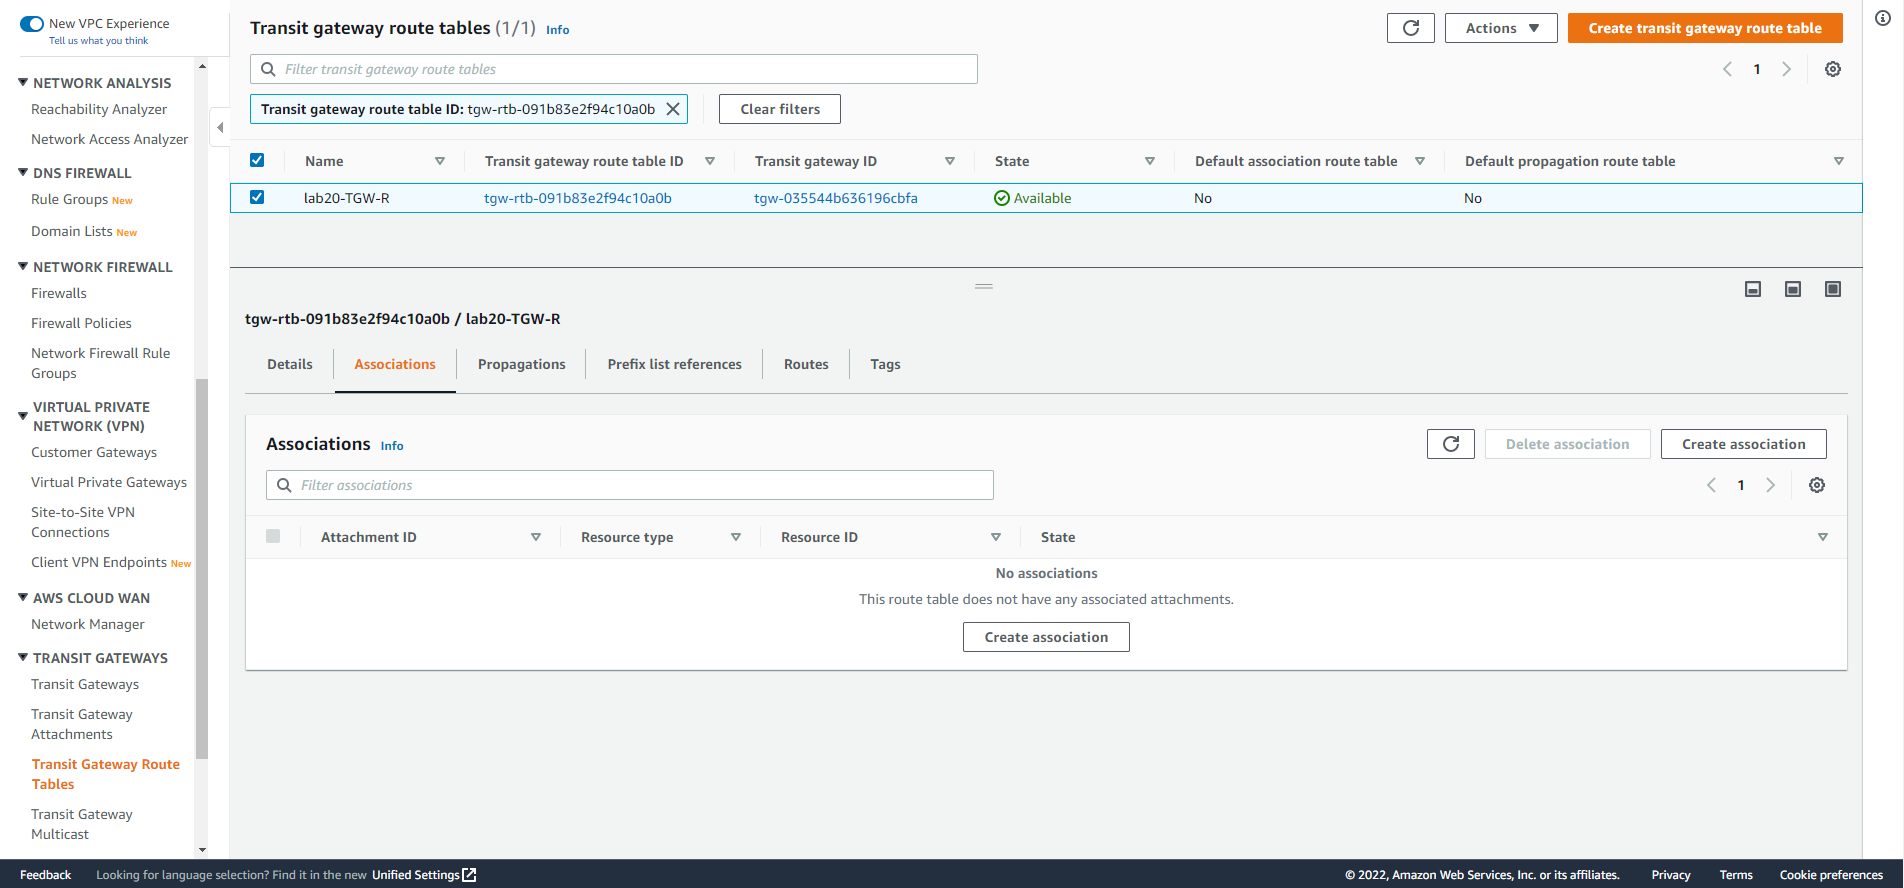 New VPC Experience
Tell us what you think
NETWORK ANALYSIS
Reachability Analyzer
Network Access Analyzer
DNS FIREWALL
Rule Groups New
Domain Lists New
NETWORK FIREWALL
Firewalls
Firewall Policies
Network Firewall Rule
Groups
VIRTUAL PRIVATE
NETWORK (VPN)
Customer Gateways
Virtual Private Gateways
Site-to-Site VPN
Connections
Client VPN Endpoints New
AWS CLOUD WAN
Network Manager
TRANSIT GATEWAYS
Transit Gateways
Transit Gateway
Attachments
Transit Gateway Route
Tables
Transit Gateway
Multicast
Transit gateway route tables (1/1) Info
Actions
Create transit gateway route table
Filter transit gateway route tables
1
Transit gateway route table ID: tgw-rtb-091b83e2f94c10a0b
Clear filters
Name Transit gateway route table ID Transit gateway ID State Default association route table Default propagation route table
lab20-TGW-R tgw-rtb-091b83e2f94c10a0b tgw-035544b636196cbfa Available No No
tgw-rtb-091b83e2f94c10a0b / lab20-TGW-R
Details Associations Propagations Prefix list references Routes Tags
Associations Info
Delete association Create association
Filter associations
1
Attachment ID Resource type Resource ID State
No associations
This route table does not have any associated attachments.
Create association
Feedback Looking for language selection? Find it in the new Unified Settings © 2022, Amazon Web Services, Inc. or its affiliates. Privacy Terms Cookie preferences